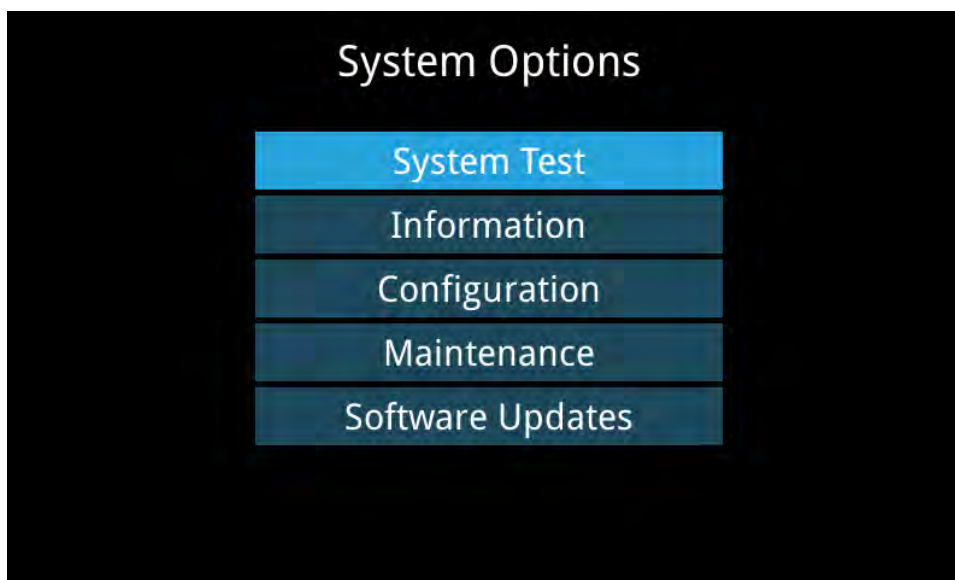 System Options
System Test
Information
Configuration
Maintenance
Software Updates